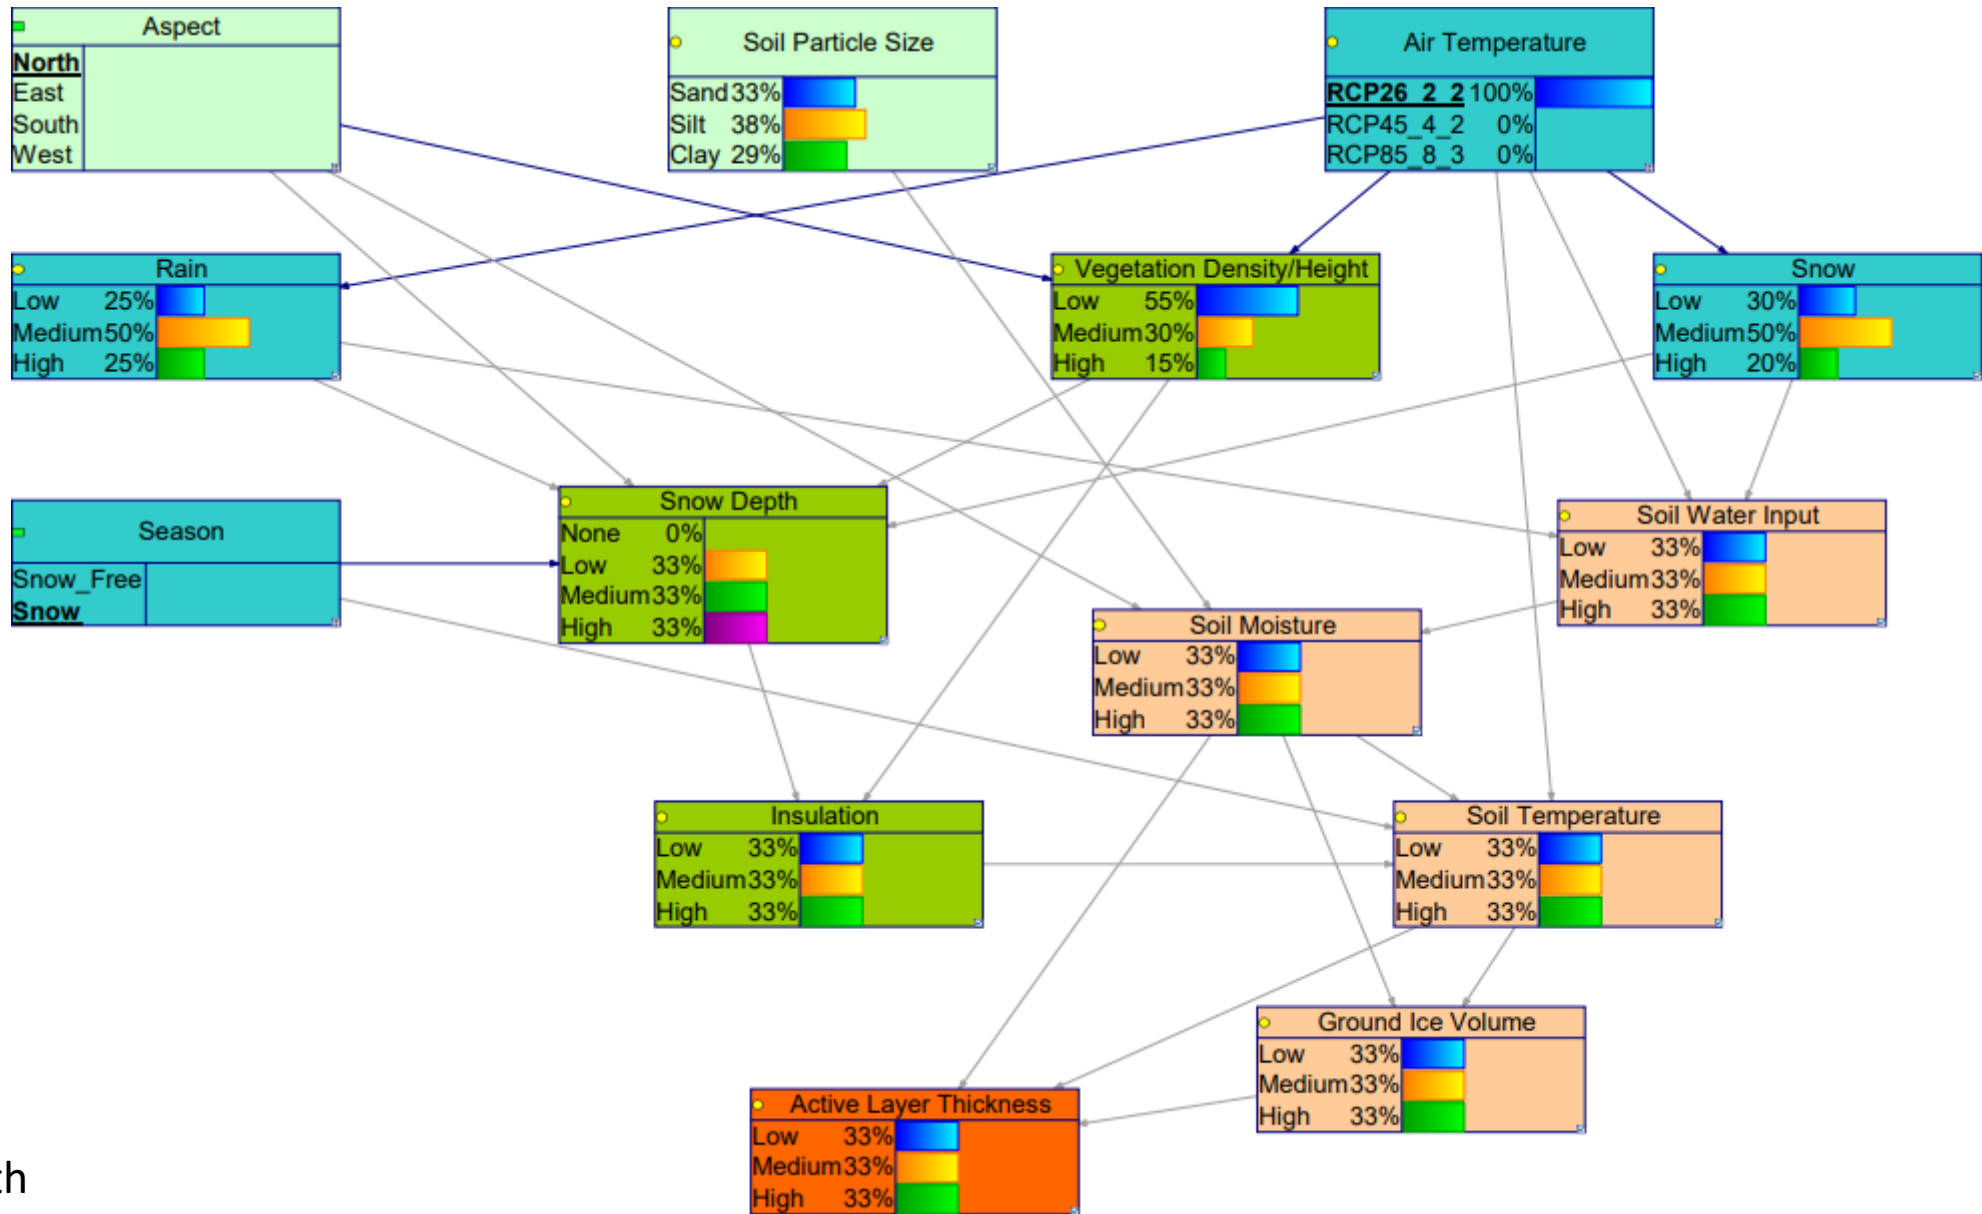 Aspect
North
East
South
West
Soil Particle Size
Sand 33%
Silt 38%
Clay 29%
Air Temperature
RCP26_2_2 100%
RCP45_4_2 0%
RCP85_8_3 0%
Rain
Low 25%
Medium 50%
High 25%
Vegetation Density/Height
Low 55%
Medium 30%
High 15%
Snow
Low 30%
Medium 50%
High 20%
Season
Snow_Free
Snow
Snow Depth
None 0%
Low 33%
Medium 33%
High 33%
Soil Water Input
Low 33%
Medium 33%
High 33%
Soil Moisture
Low 33%
Medium 33%
High 33%
Insulation
Low 33%
Medium 33%
High 33%
Soil Temperature
Low 33%
Medium 33%
High 33%
Ground Ice Volume
Low 33%
Medium 33%
High 33%
Active Layer Thickness
Low 33%
Medium 33%
High 33%